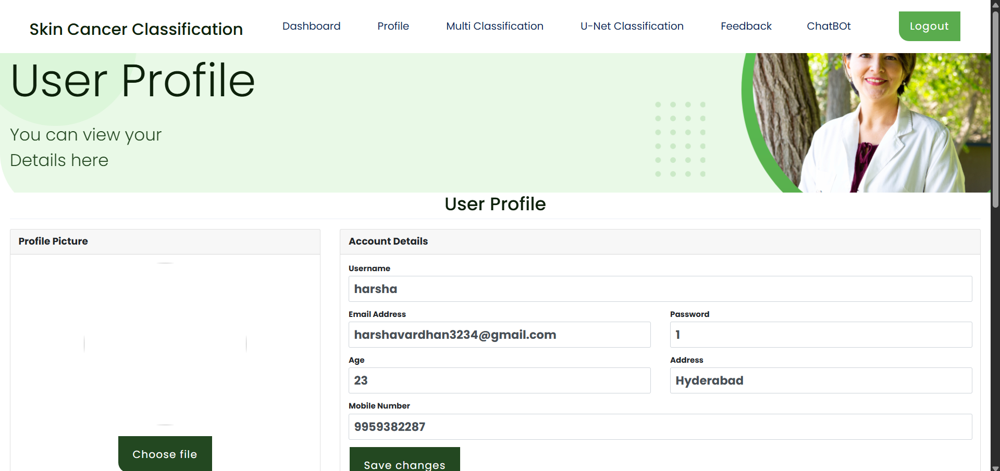 Skin Cancer Classification
Dashboard
Profile
Multi Classification
U-Net Classification
Feedback
ChatBOt
Logout
User Profile
You can view your
Details here
User Profile
Profile Picture
Choose file
Account Details
Username
harsha
Email Address
harshavardhan3234@gmail.com
Password
1
Age
23
Address
Hyderabad
Mobile Number
9959382287
Save changes